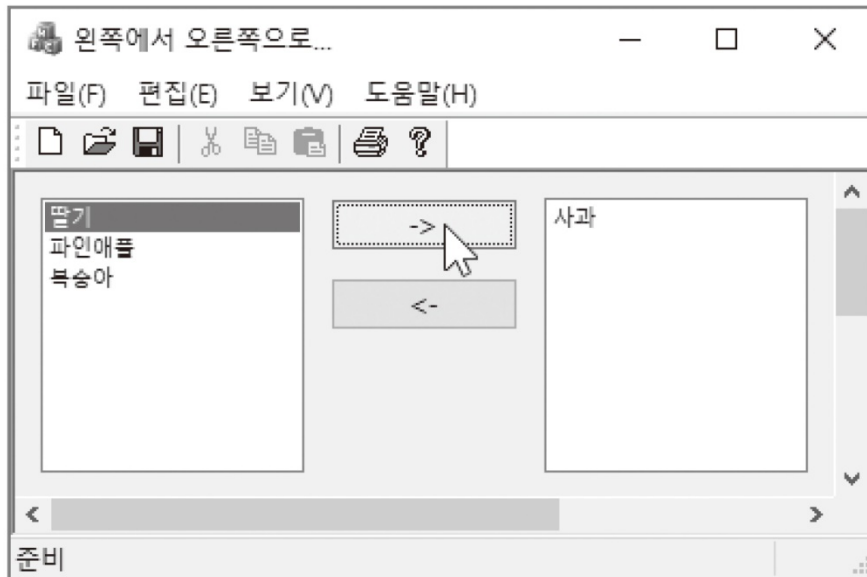 왼쪽에서 오른쪽으로...
파일(F) 편집(E) 보기(V) 도움말(H)
딸기
파인애플
복숭아
->
<-
사과
준비